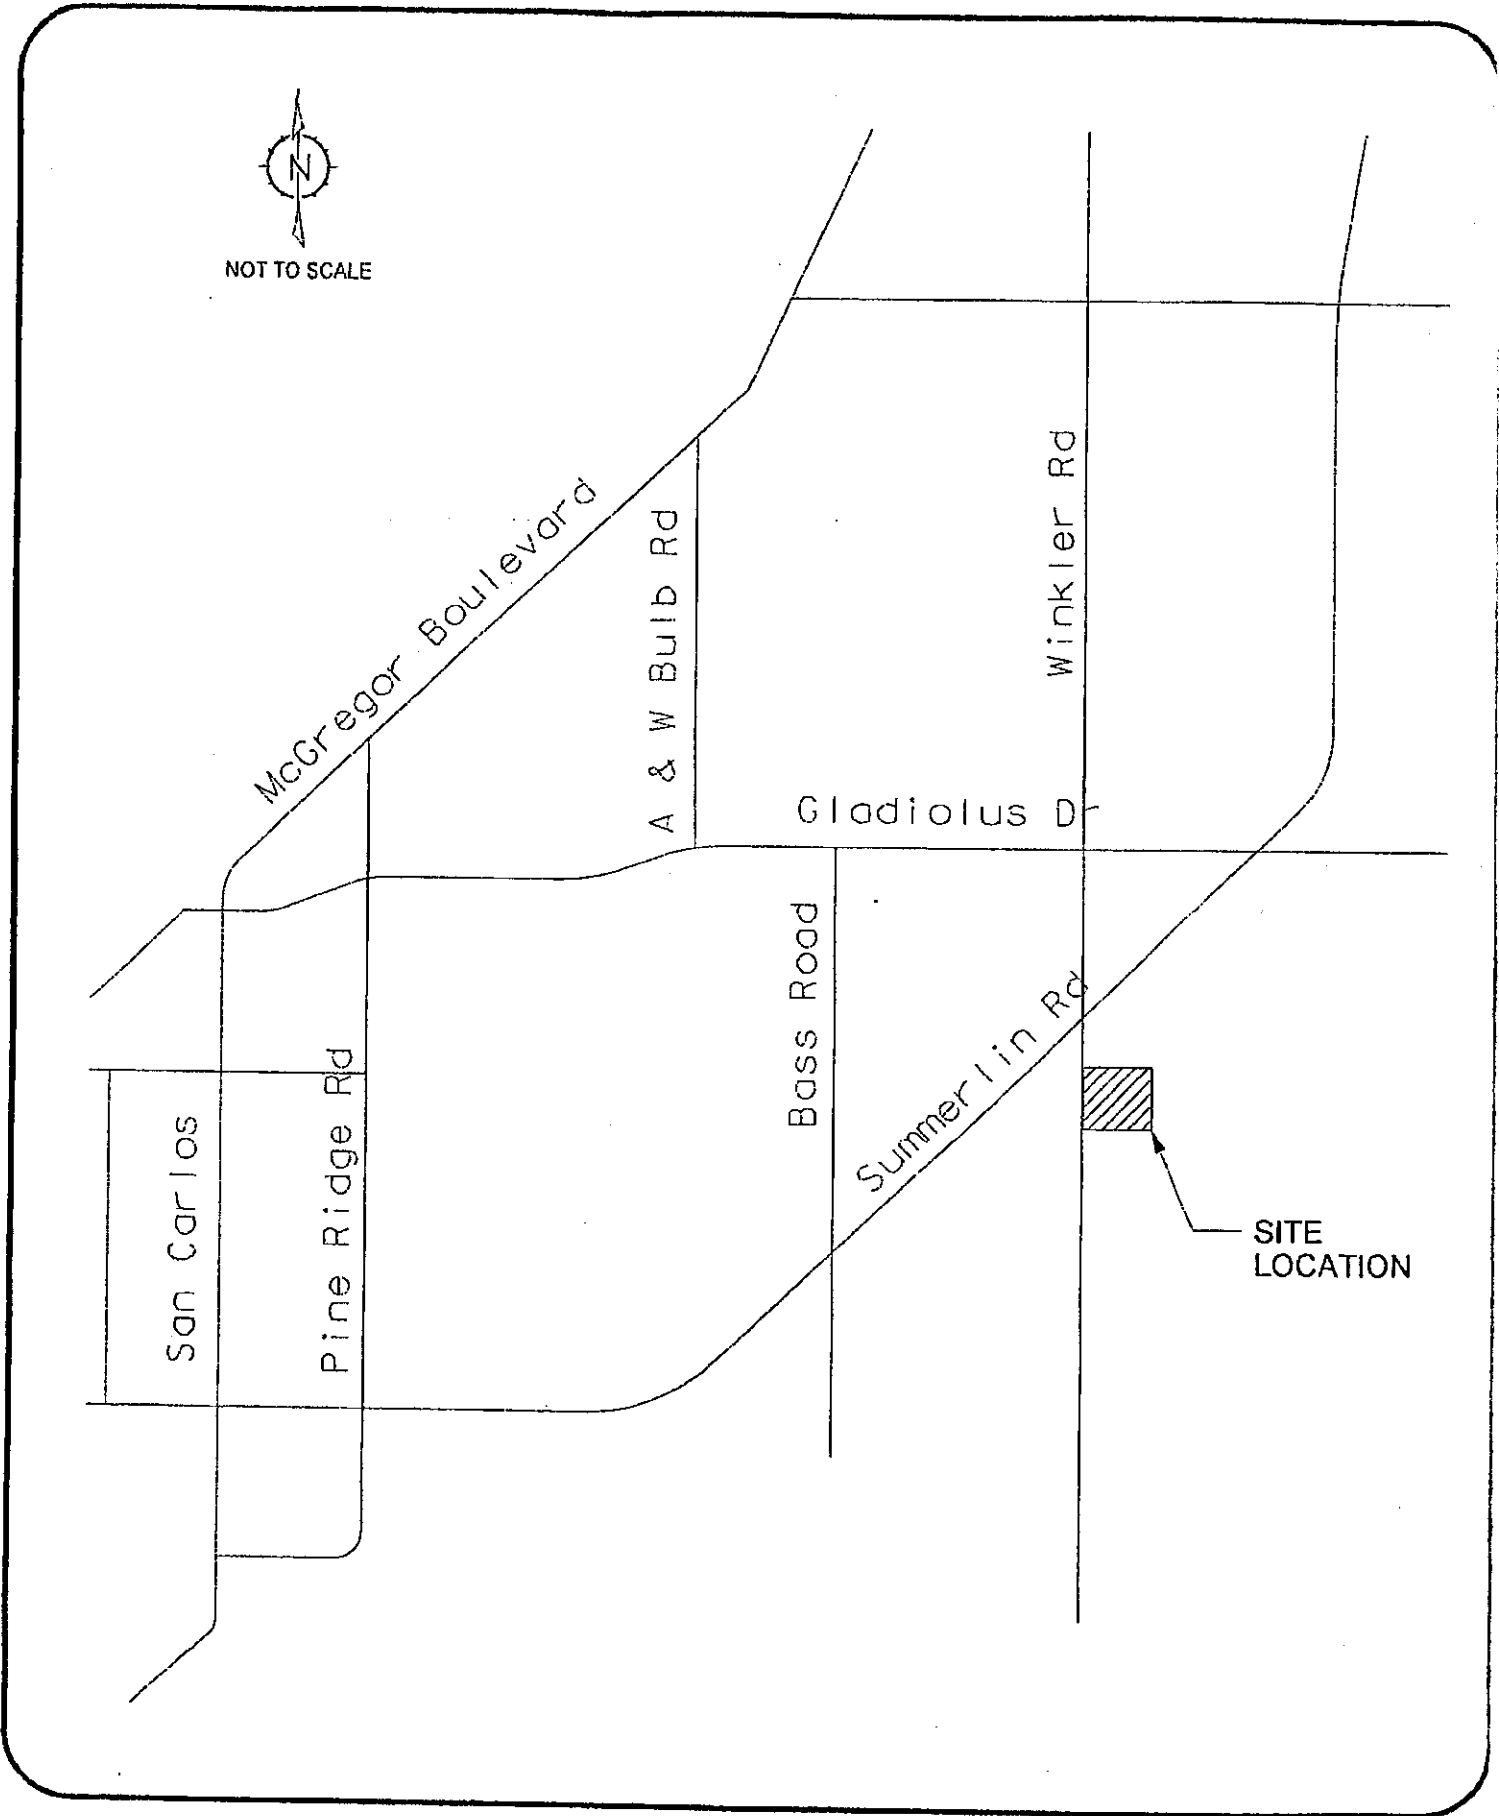 N
NOT TO SCALE
McGregor Boulevard
A & W Bulb Rd
Winkler Rd
Gladiolus Dr
Bass Road
Summerlin Rd
San Carlos
Pine Ridge Rd
SITE
LOCATION